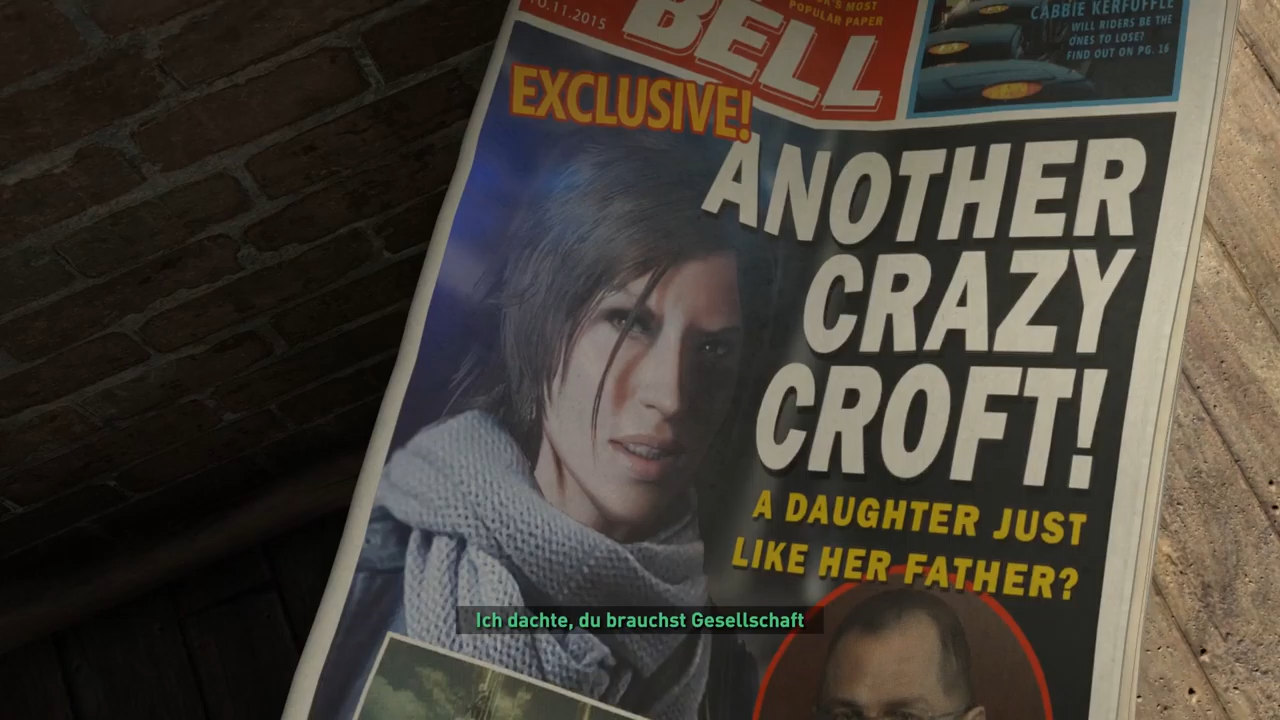 10.11.2015
BELL
'S MOST
POPULAR PAPER
CABBIE KERFUFFLE
WILL RIDERS BE THE
ONES TO LOSE?
FIND OUT ON PG. 16
EXCLUSIVE!
ANOTHER
CRAZY
CROFT!
A DAUGHTER JUST
LIKE HER FATHER?
Ich dachte, du brauchst Gesellschaft